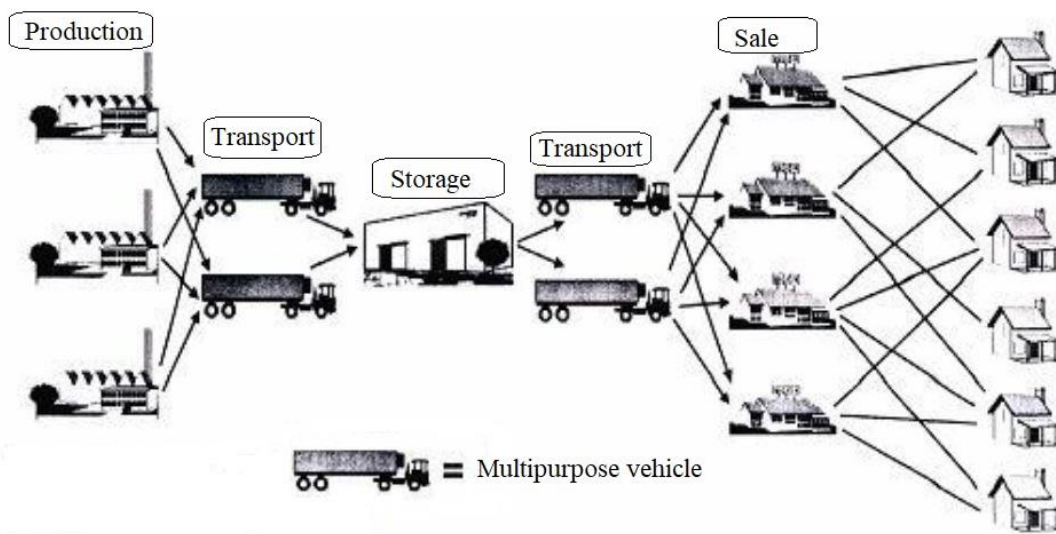 Production
Sale
Transport
Transport
Storage
= Multipurpose vehicle